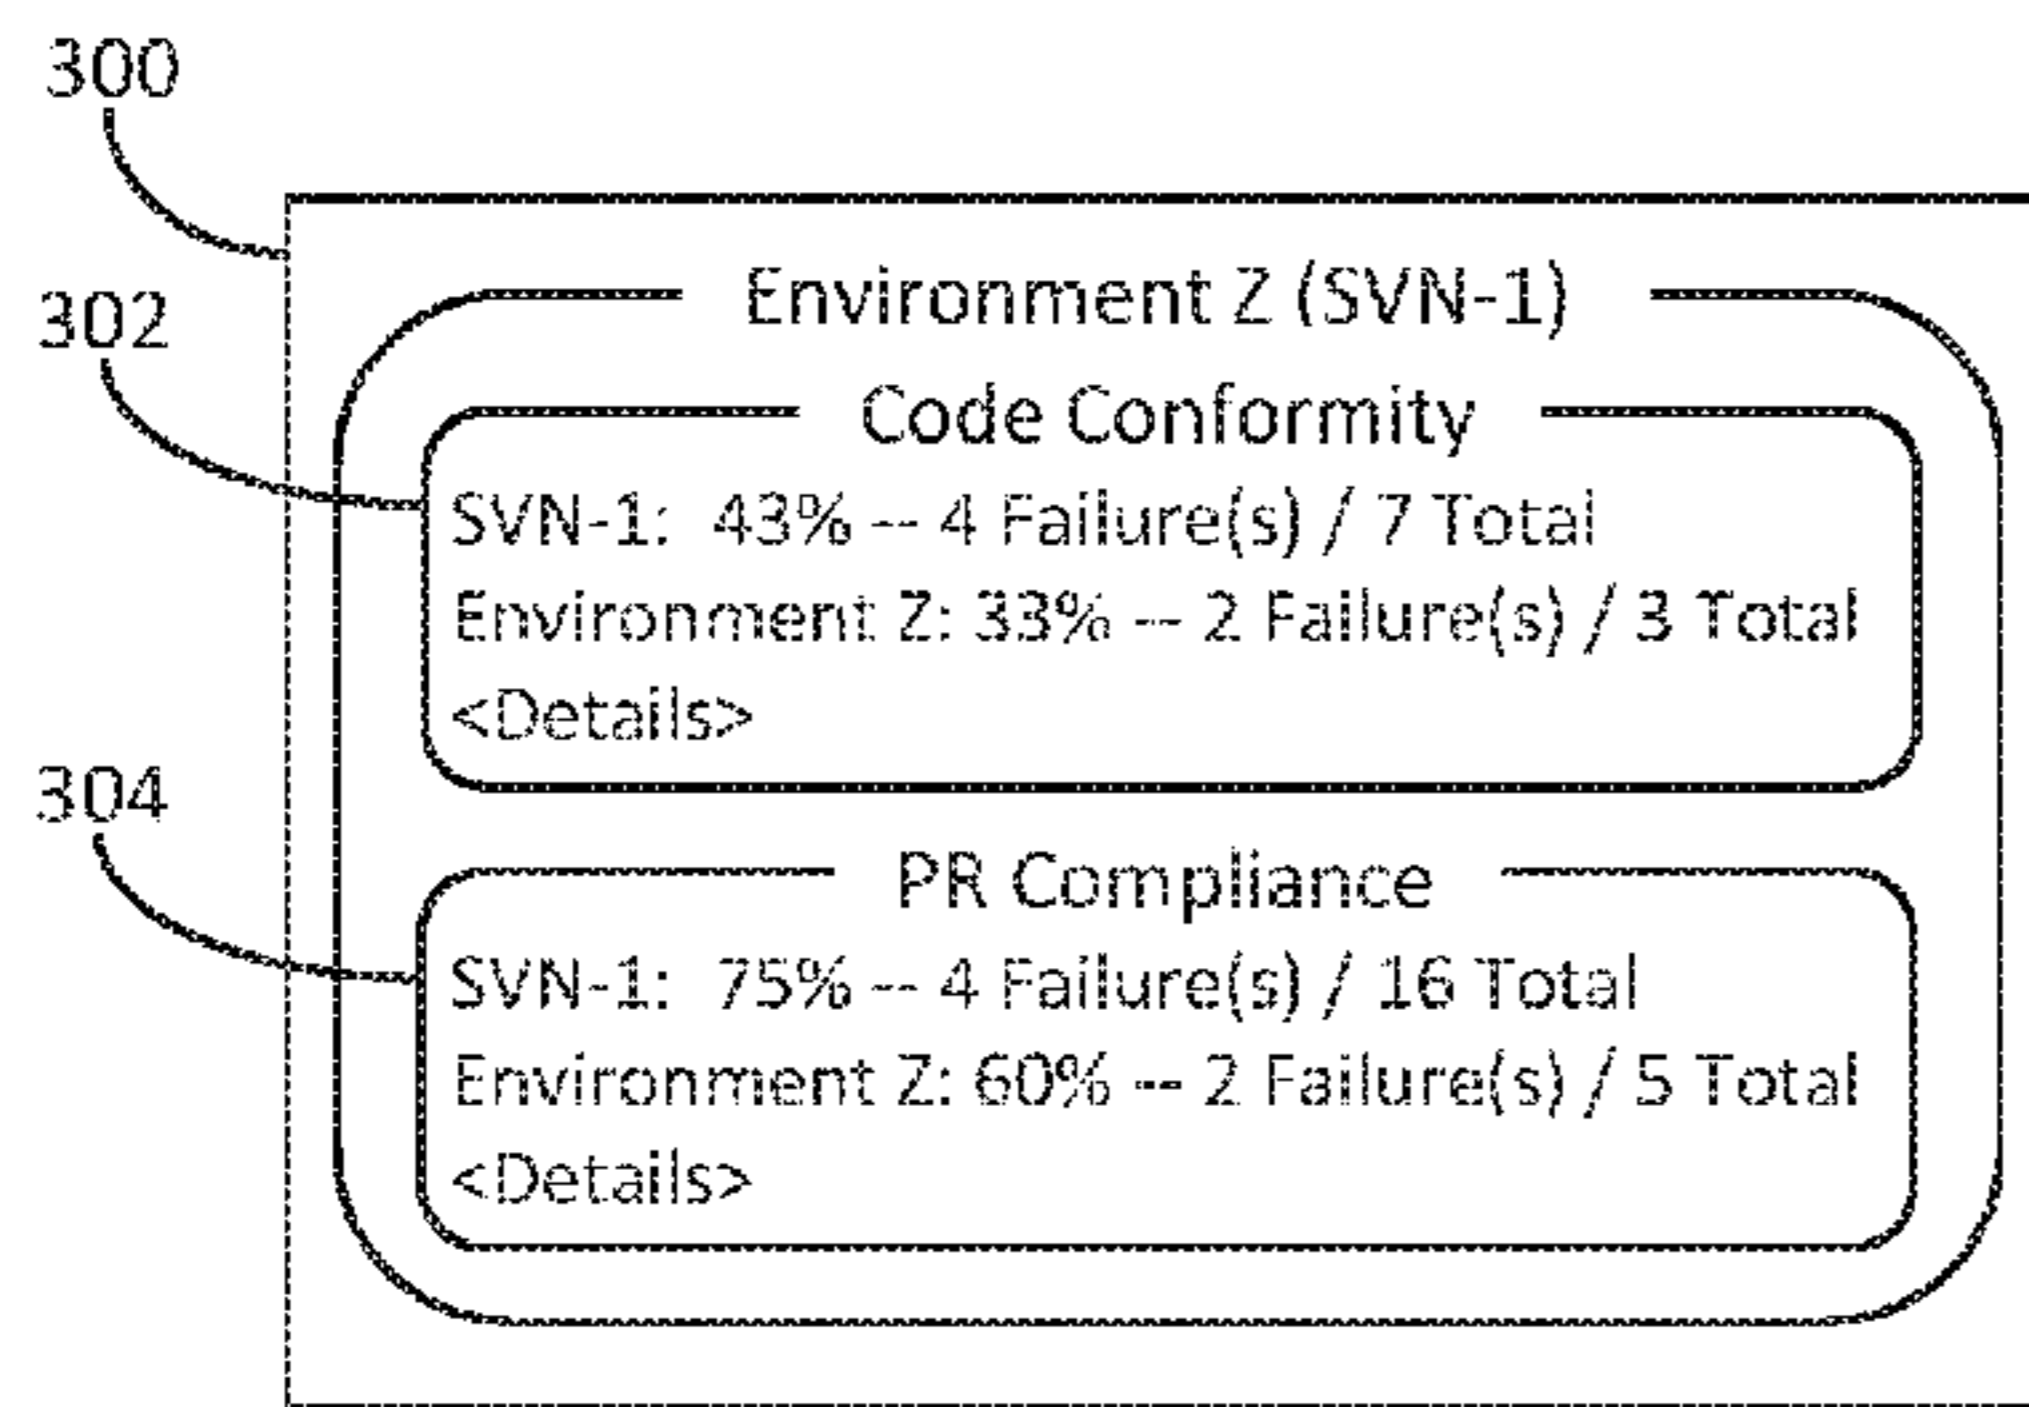 300
302
304
Environment Z (SVN-1)
Code Conformity
SVN-1: 43% -- 4 Failure(s) / 7 Total
Environment Z: 33% -- 2 Failure(s) / 3 Total
<Details>
PR Compliance
SVN-1: 75% -- 4 Failure(s) / 16 Total
Environment Z: 60% -- 2 Failure(s) / 5 Total
<Details>